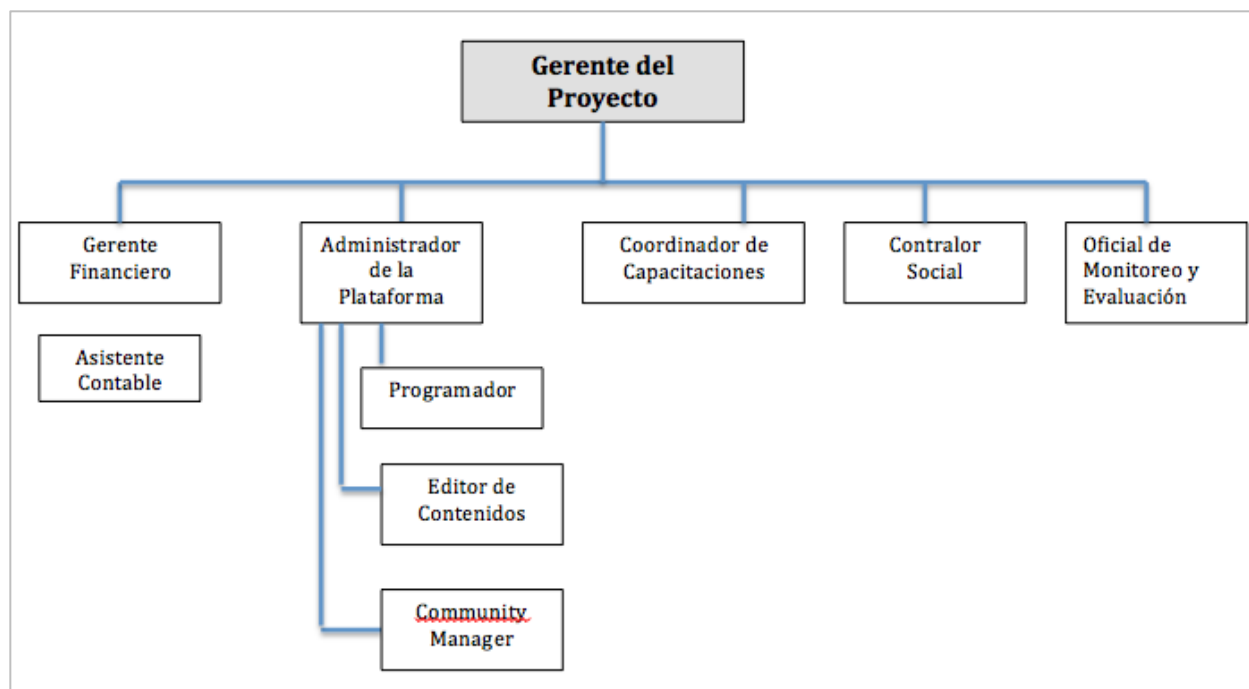 Gerente del
Proyecto
Gerente
Financiero
Administrador
de la
Plataforma
Coordinador de
Capacitaciones
Contralor
Social
Oficial de
Monitoreo y
Evaluación
Asistente
Contable
Programador
Editor de
Contenidos
Community
Manager